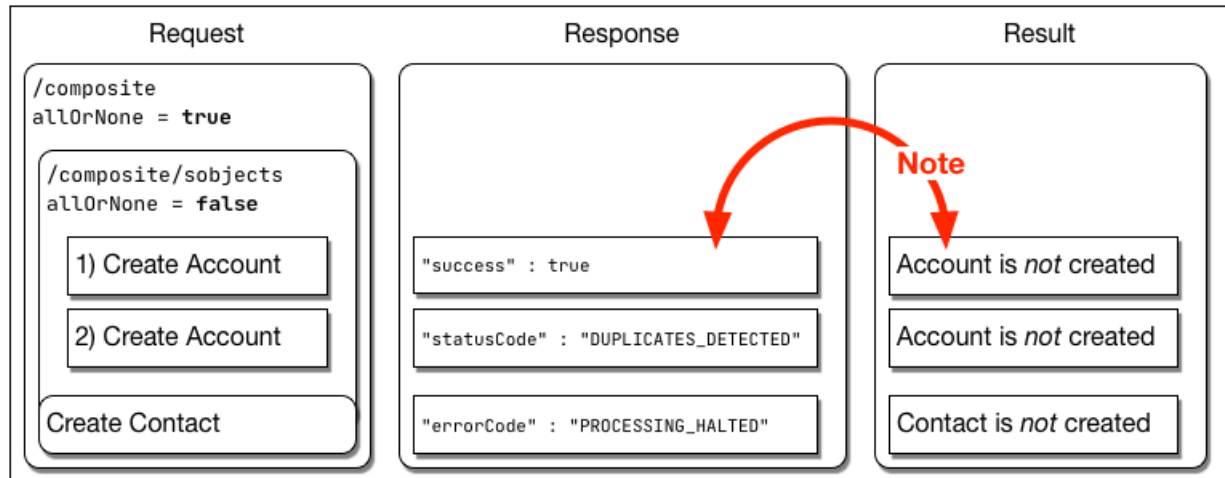 Request
Response
Result
/composite
allOrNone = true
/composite/sobjects
allOrNone = false
Note
1) Create Account
"success" : true
Account is not created
2) Create Account
"statusCode" : "DUPLICATES_DETECTED"
Account is not created
Create Contact
"errorCode" : "PROCESSING_HALTED"
Contact is not created